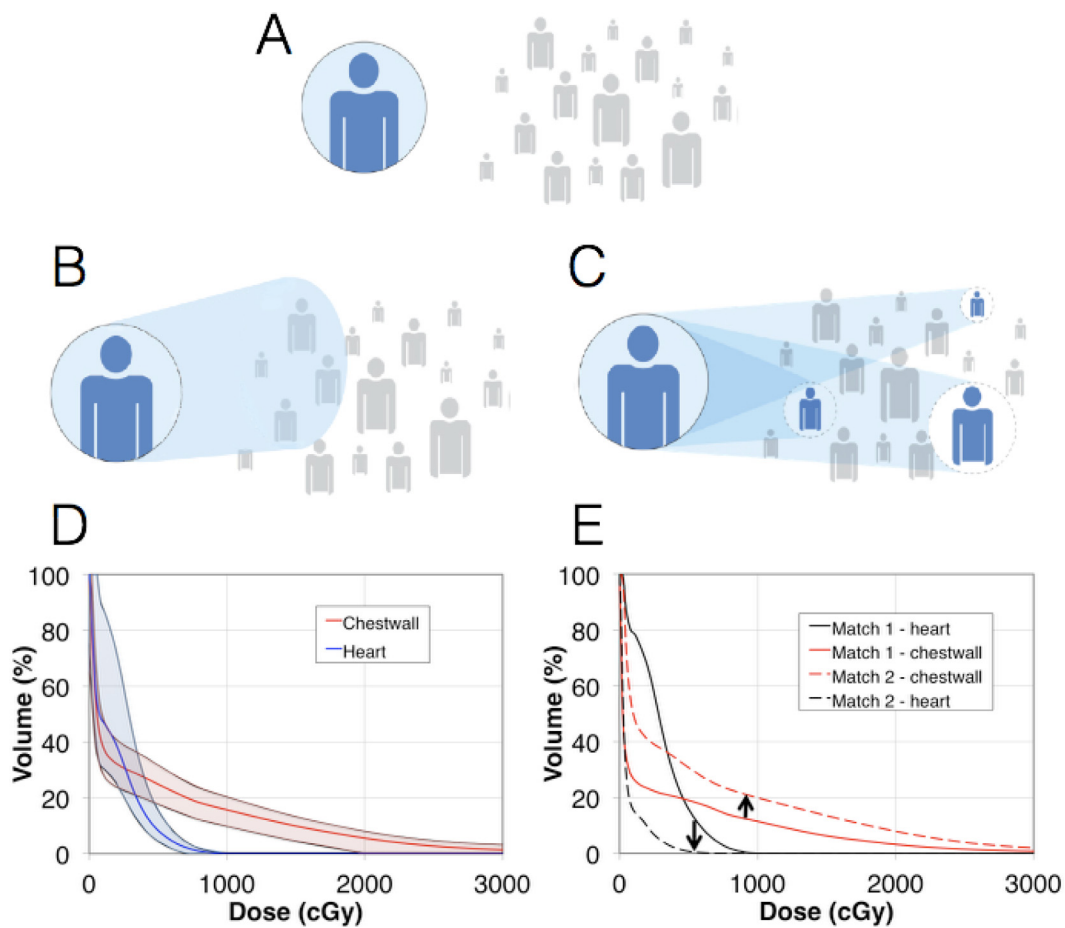 A
B
C
D
100
80
60
40
20
0
Volume (%)
Chestwall
Heart
0
1000
2000
3000
Dose (cGy)
E
100
80
60
40
20
0
Volume (%)
Match 1 - heart
Match 1 - chestwall
Match 2 - chestwall
Match 2 - heart
0
1000
2000
3000
Dose (cGy)